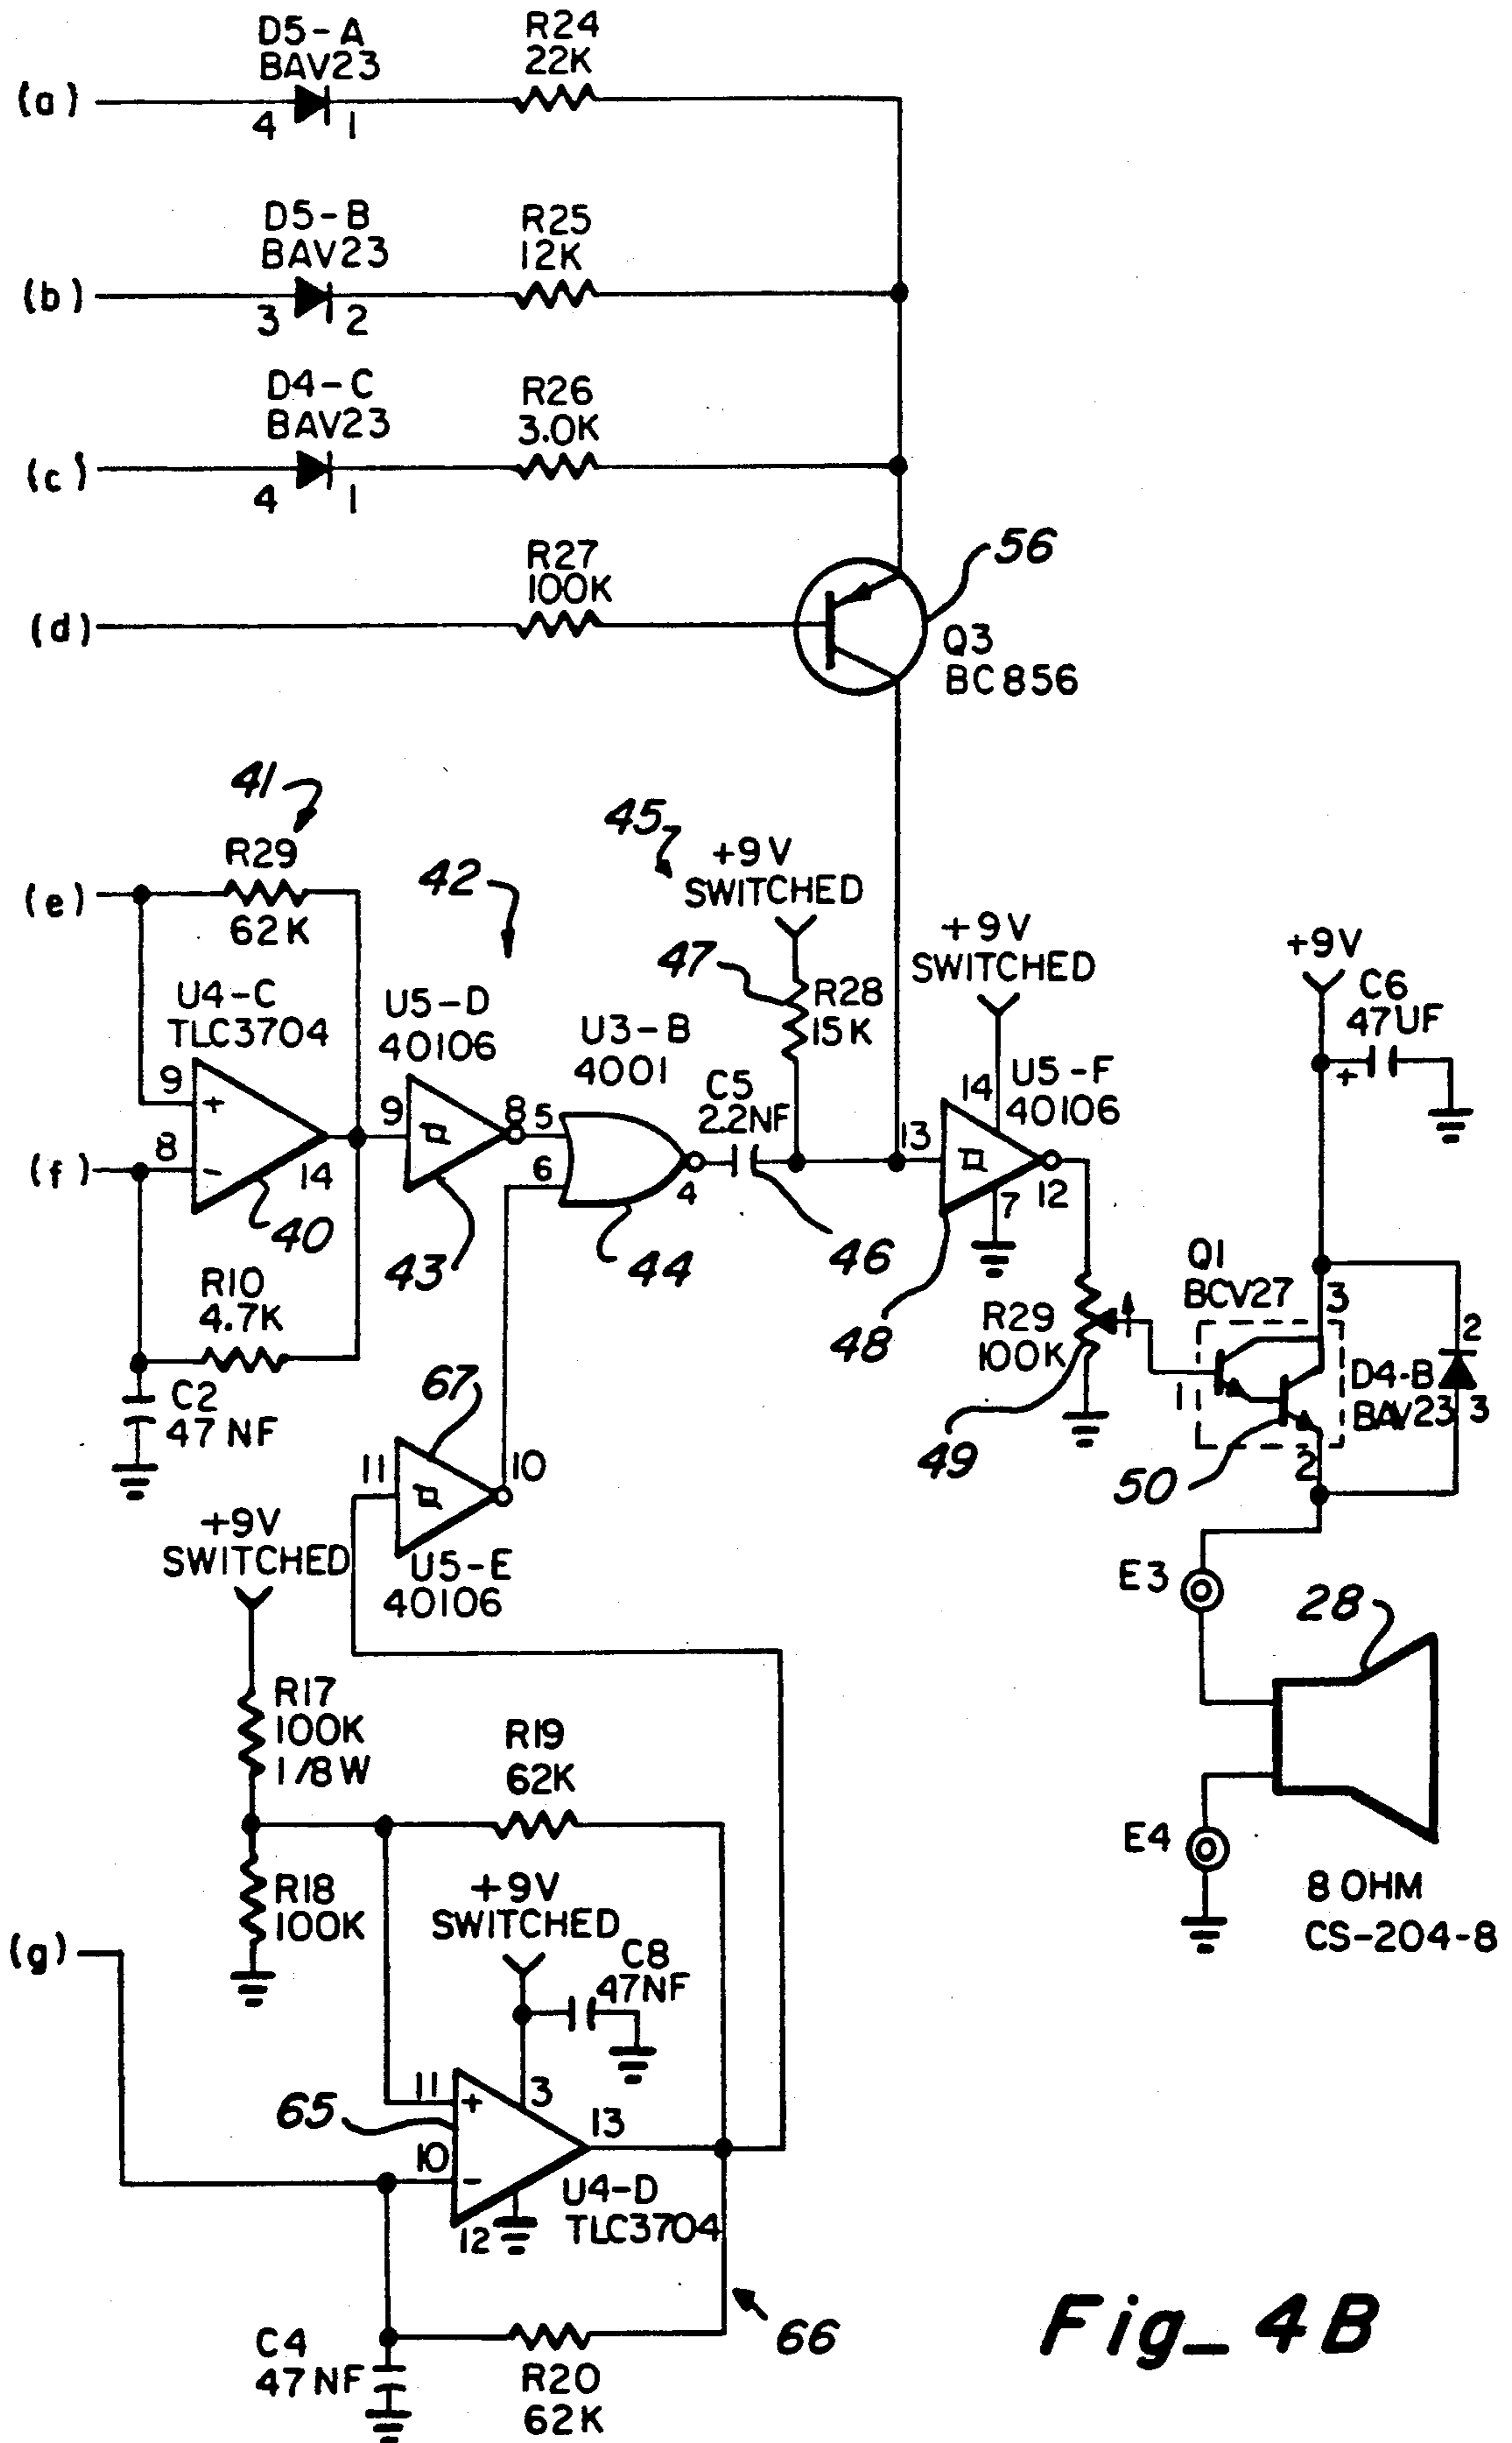 D5-A
BAV23
R24
22K
(a)
4
1
D5-B
BAV23
R25
12K
(b)
3
2
D4-C
BAV23
R26
3.0K
(c)
4
1
R27
100K
56
(d)
Q3
BC856
41
R29
62K
(e)
42
45
+9V
SWITCHED
47
R28
15K
+9V
SWITCHED
+9V
C6
47UF
+
U4-C
TLC3704
9
+
8
-
14
(f)
40
U5-D
40106
9
8
43
U3-B
4001
5
6
4
44
C5
2.2NF
46
13
14
U5-F
40106
7
12
48
R10
4.7K
C2
47NF
R29
100K
49
Q1
BCV27
3
1
2
50
D4-B
BAV23
2
3
67
11
10
U5-E
40106
+9V
SWITCHED
E3
28
R17
100K
1/8W
R19
62K
R18
100K
+9V
SWITCHED
C8
47NF
E4
8 OHM
CS-204-8
(g)
11
+
3
65
10
-
13
12
U4-D
TLC3704
66
C4
47NF
R20
62K
Fig_ 4B